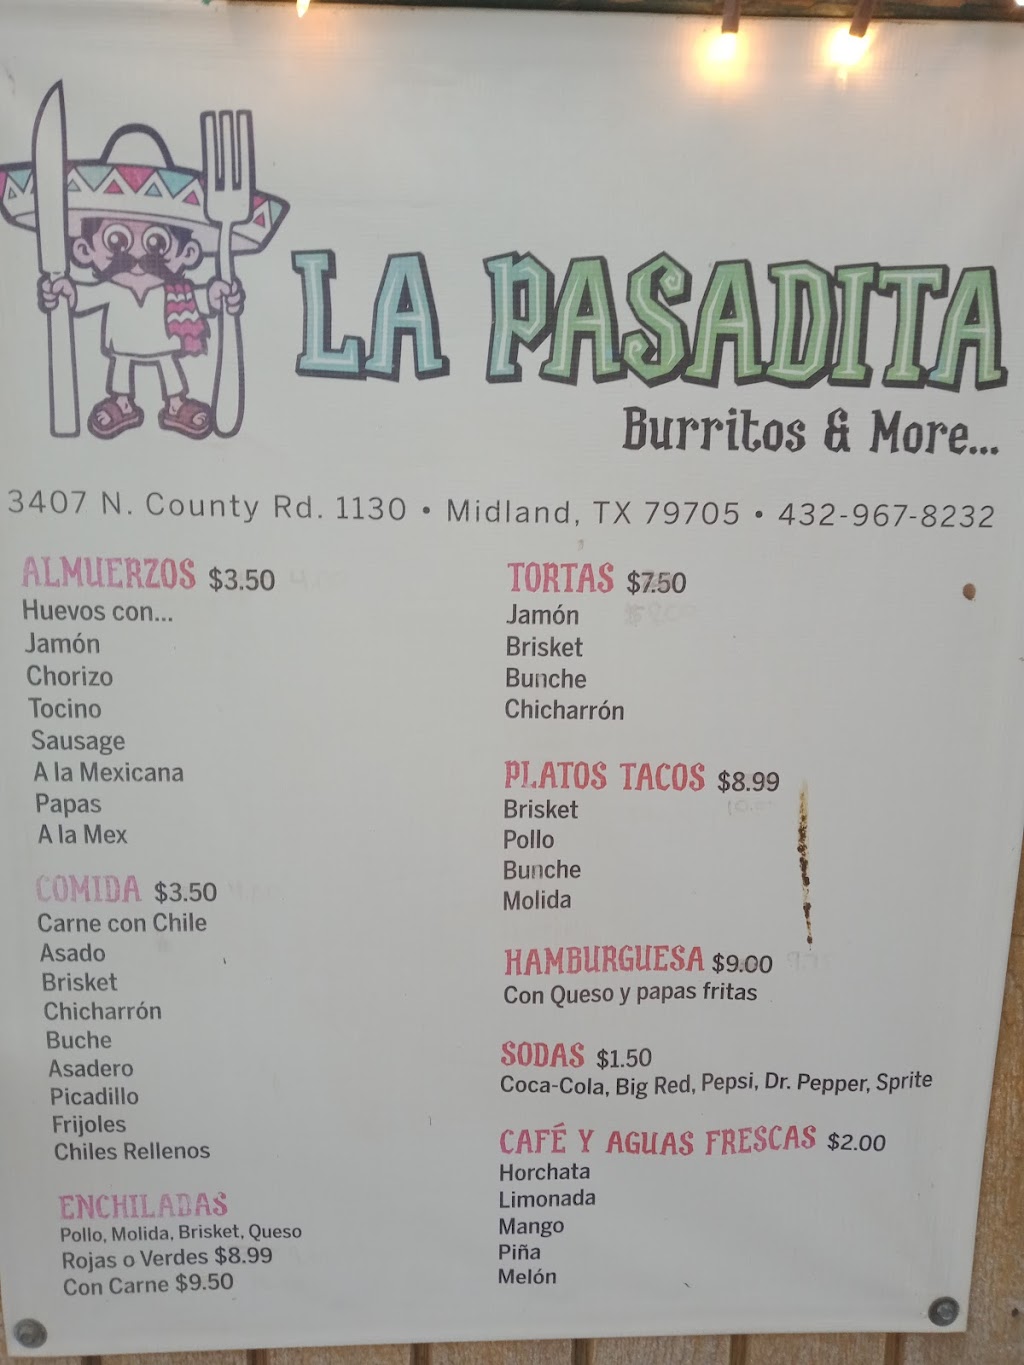 LA PASADITA
Burritos & More...
3407 N. County Rd. 1130 • Midland, TX 79705 • 432-967-8232
ALMUERZOS $3.50
Huevos con...
Jamón
Chorizo
Tocino
Sausage
A la Mexicana
Papas
A la Mex
COMIDA $3.50
Carne con Chile
Asado
Brisket
Chicharrón
Buche
Asadero
Picadillo
Frijoles
Chiles Rellenos
ENCHILADAS
Pollo, Molida, Brisket, Queso
Rojas o Verdes $8.99
Con Carne $9.50
TORTAS $7.50
Jamón
Brisket
Bunche
Chicharrón
PLATOS TACOS $8.99
Brisket
Pollo
Bunche
Molida
HAMBURGUESA $9.00
Con Queso y papas fritas
SODAS $1.50
Coca-Cola, Big Red, Pepsi, Dr. Pepper, Sprite
CAFÉ Y AGUAS FRESCAS $2.00
Horchata
Limonada
Mango
Piña
Melón